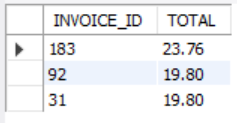 INVOICE_ID TOTAL
183 23.76
92 19.80
31 19.80